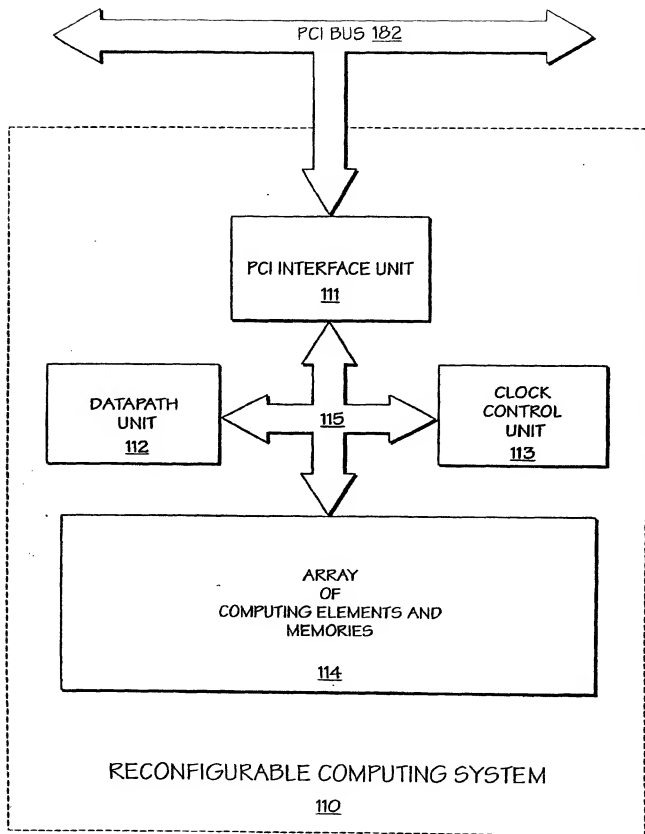 PCI BUS 182
PCI INTERFACE UNIT
111
DATAPATH
UNIT
112
115
CLOCK
CONTROL
UNIT
113
ARRAY
OF
COMPUTING ELEMENTS AND
MEMORIES
114
RECONFIGURABLE COMPUTING SYSTEM
110